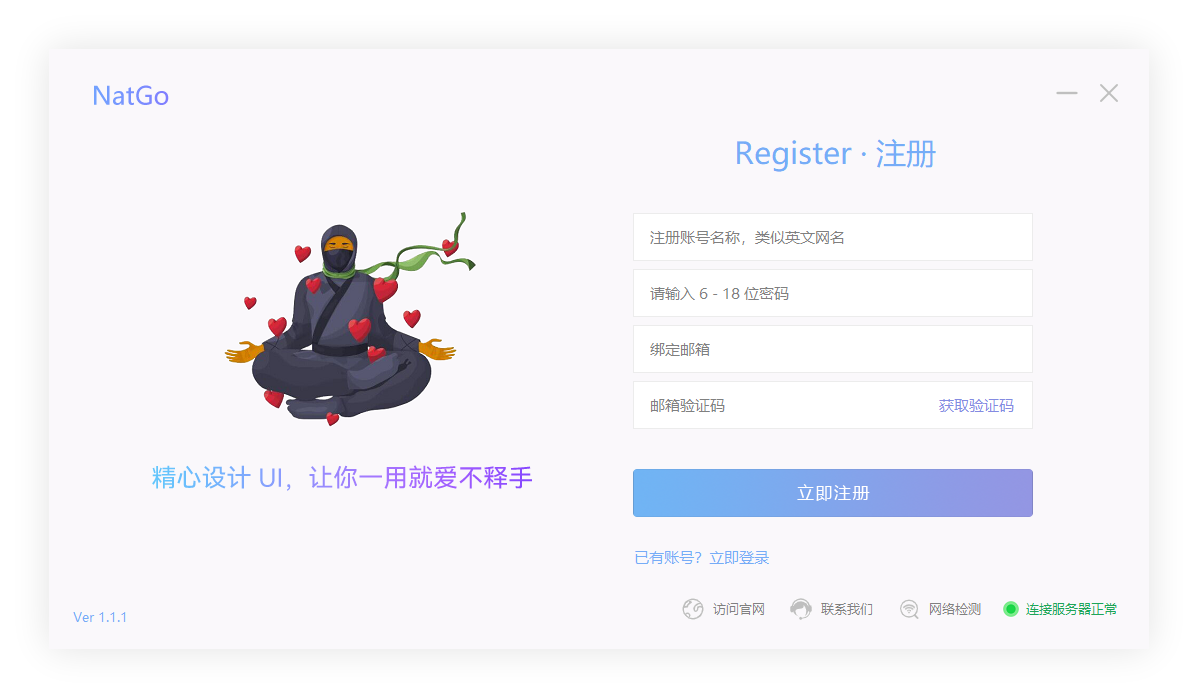 NatGo
Register · 注册
注册账号名称，类似英文网名
请输入 6 - 18 位密码
绑定邮箱
邮箱验证码 获取验证码
精心设计 UI，让你一用就爱不释手
立即注册
已有账号？立即登录
Ver 1.1.1
访问官网 联系我们 网络检测 连接服务器正常